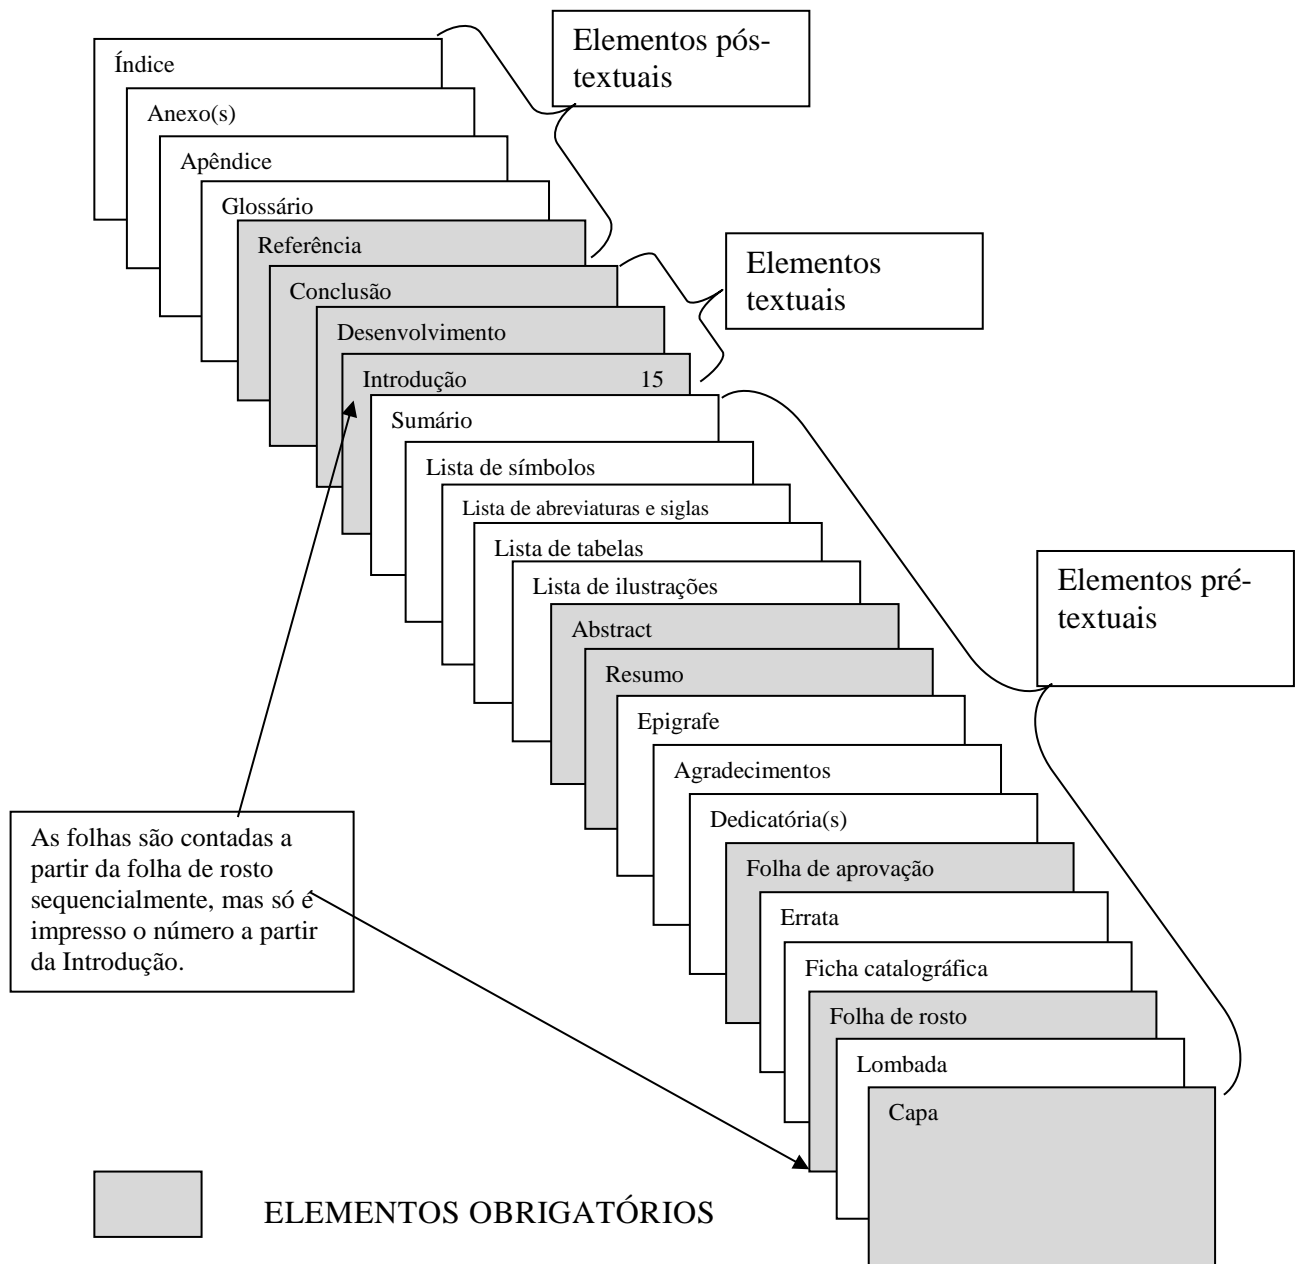 Elementos pós-
textuais
Índice
Anexo(s)
Apêndice
Glossário
Referência
Elementos
textuais
Conclusão
Desenvolvimento
Introdução 15
Sumário
Lista de símbolos
Lista de abreviaturas e siglas
Lista de tabelas
Lista de ilustrações
Elementos pré-
textuais
Abstract
Resumo
Epigrafe
Agradecimentos
Dedicatória(s)
As folhas são contadas a
partir da folha de rosto
sequencialmente, mas só é
impresso o número a partir
da Introdução.
Folha de aprovação
Errata
Ficha catalográfica
Folha de rosto
Lombada
Capa
ELEMENTOS OBRIGATÓRIOS